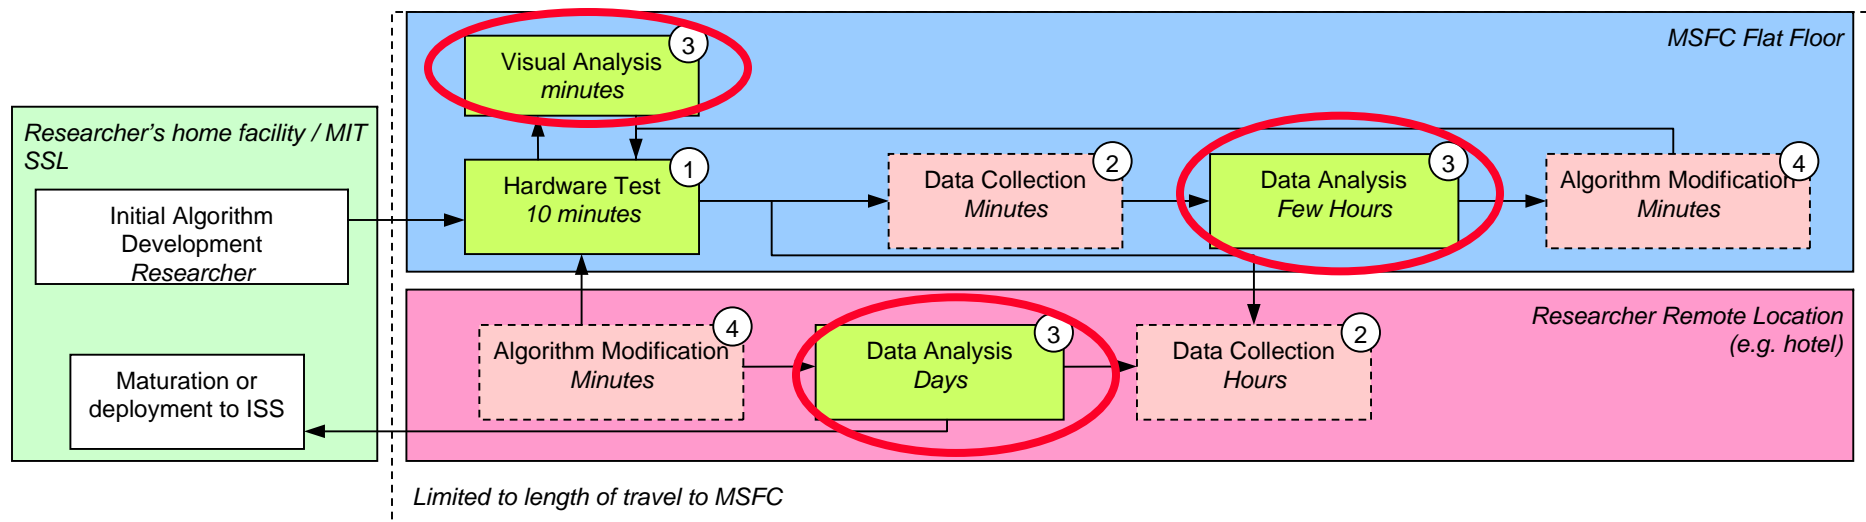 MSFC Flat Floor
3
Visual Analysis
minutes
Researcher's home facility / MIT
SSL
Initial Algorithm
Development
Researcher
1
Hardware Test
10 minutes
2
Data Collection
Minutes
3
Data Analysis
Few Hours
4
Algorithm Modification
Minutes
Researcher Remote Location
(e.g. hotel)
4
Algorithm Modification
Minutes
3
Data Analysis
Days
2
Data Collection
Hours
Maturation or
deployment to ISS
Limited to length of travel to MSFC